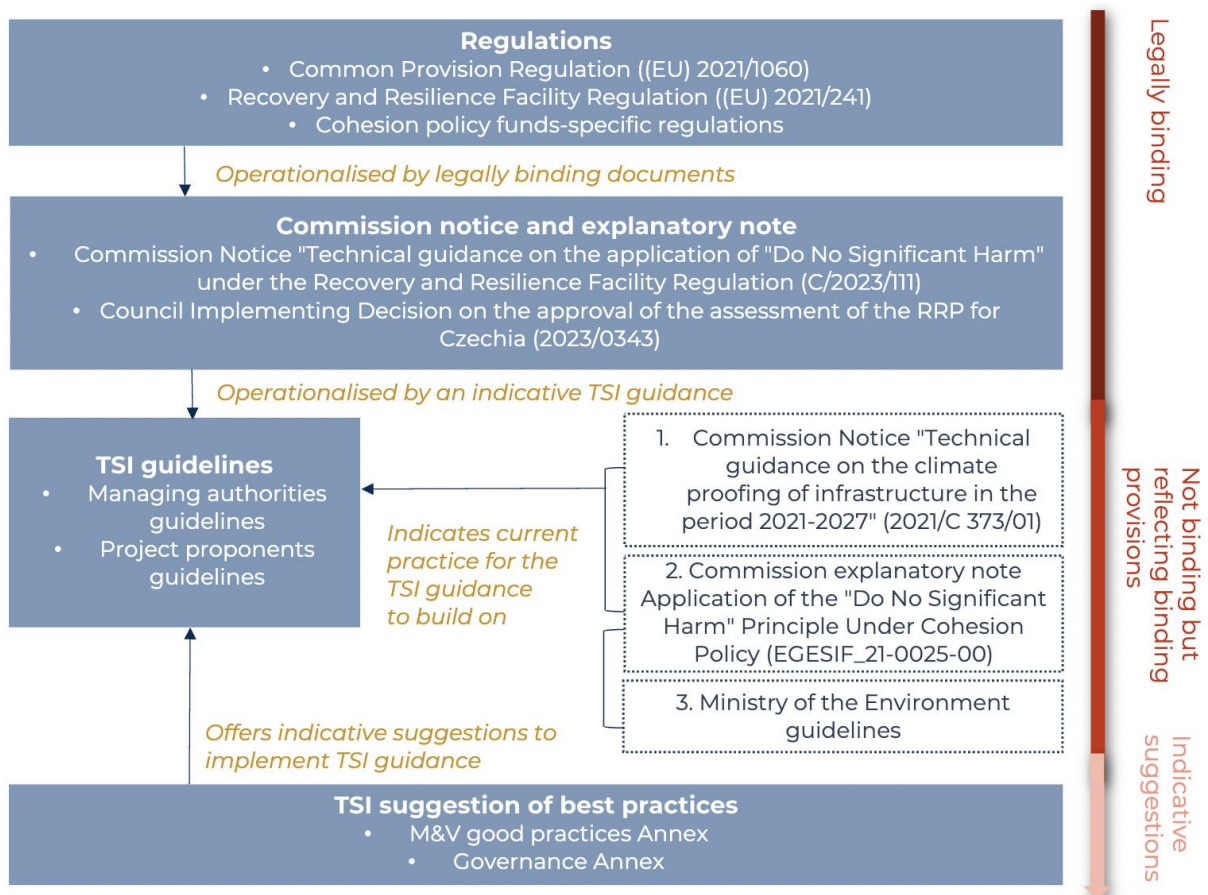 Regulations
• Common Provision Regulation ((EU) 2021/1060)
• Recovery and Resilience Facility Regulation ((EU) 2021/241)
• Cohesion policy funds-specific regulations
Operationalised by legally binding documents
Commission notice and explanatory note
• Commission Notice "Technical guidance on the application of "Do No Significant Harm"
under the Recovery and Resilience Facility Regulation (C/2023/111)
• Council Implementing Decision on the approval of the assessment of the RRP for
Czechia (2023/0343)
Operationalised by an indicative TSI guidance
TSI guidelines
• Managing authorities
guidelines
• Project proponents
guidelines
Indicates current
practice for the
TSI guidance
to build on
1. Commission Notice "Technical
guidance on the climate
proofing of infrastructure in the
period 2021-2027" (2021/C 373/01)
2. Commission explanatory note
Application of the "Do No Significant
Harm" Principle Under Cohesion
Policy (EGESIF_21-0025-00)
3. Ministry of the Environment
guidelines
Offers indicative suggestions to
implement TSI guidance
TSI suggestion of best practices
• M&V good practices Annex
• Governance Annex
Legally binding
Not binding but
reflecting binding
provisions
Indicative
suggestions